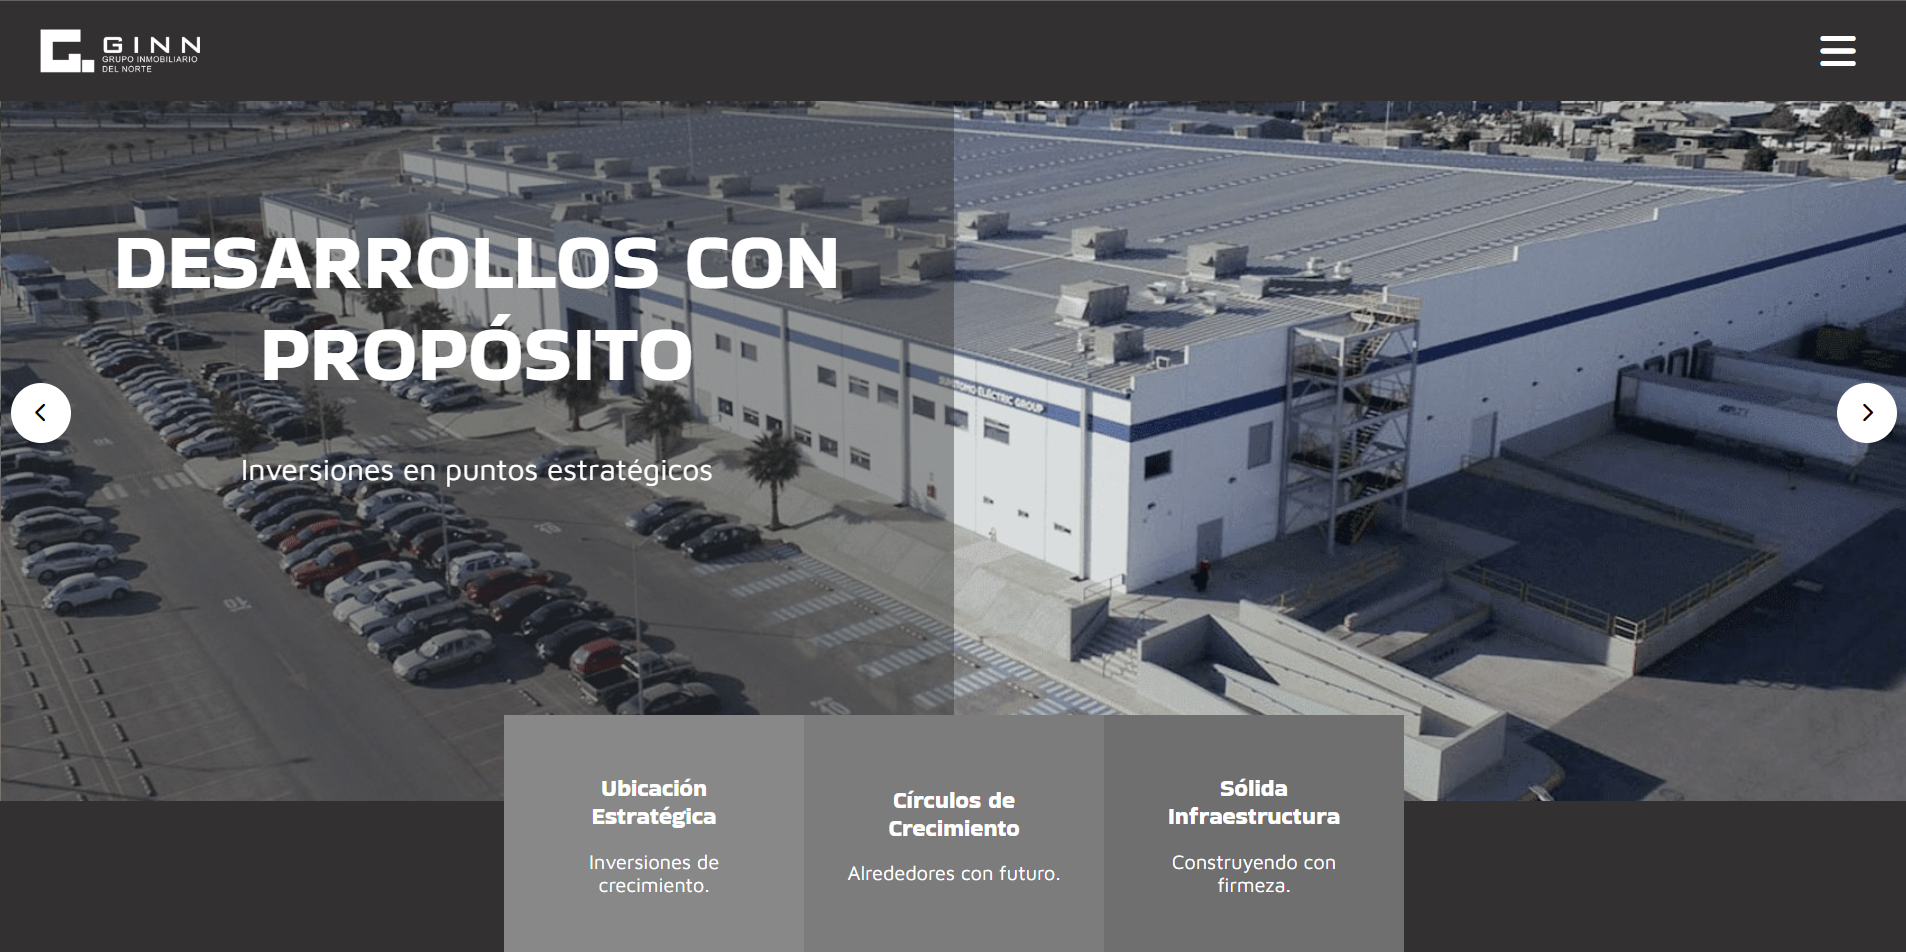 GINN
GRUPO INMOBILIARIO
DEL NORTE
DESARROLLOS CON
PROPÓSITO
SUMITOMO ELECTRIC GROUP
Inversiones en puntos estratégicos
Ubicación
Estratégica
Inversiones de
crecimiento.
Círculos de
Crecimiento
Alrededores con futuro.
Sólida
Infraestructura
Construyendo con
firmeza.